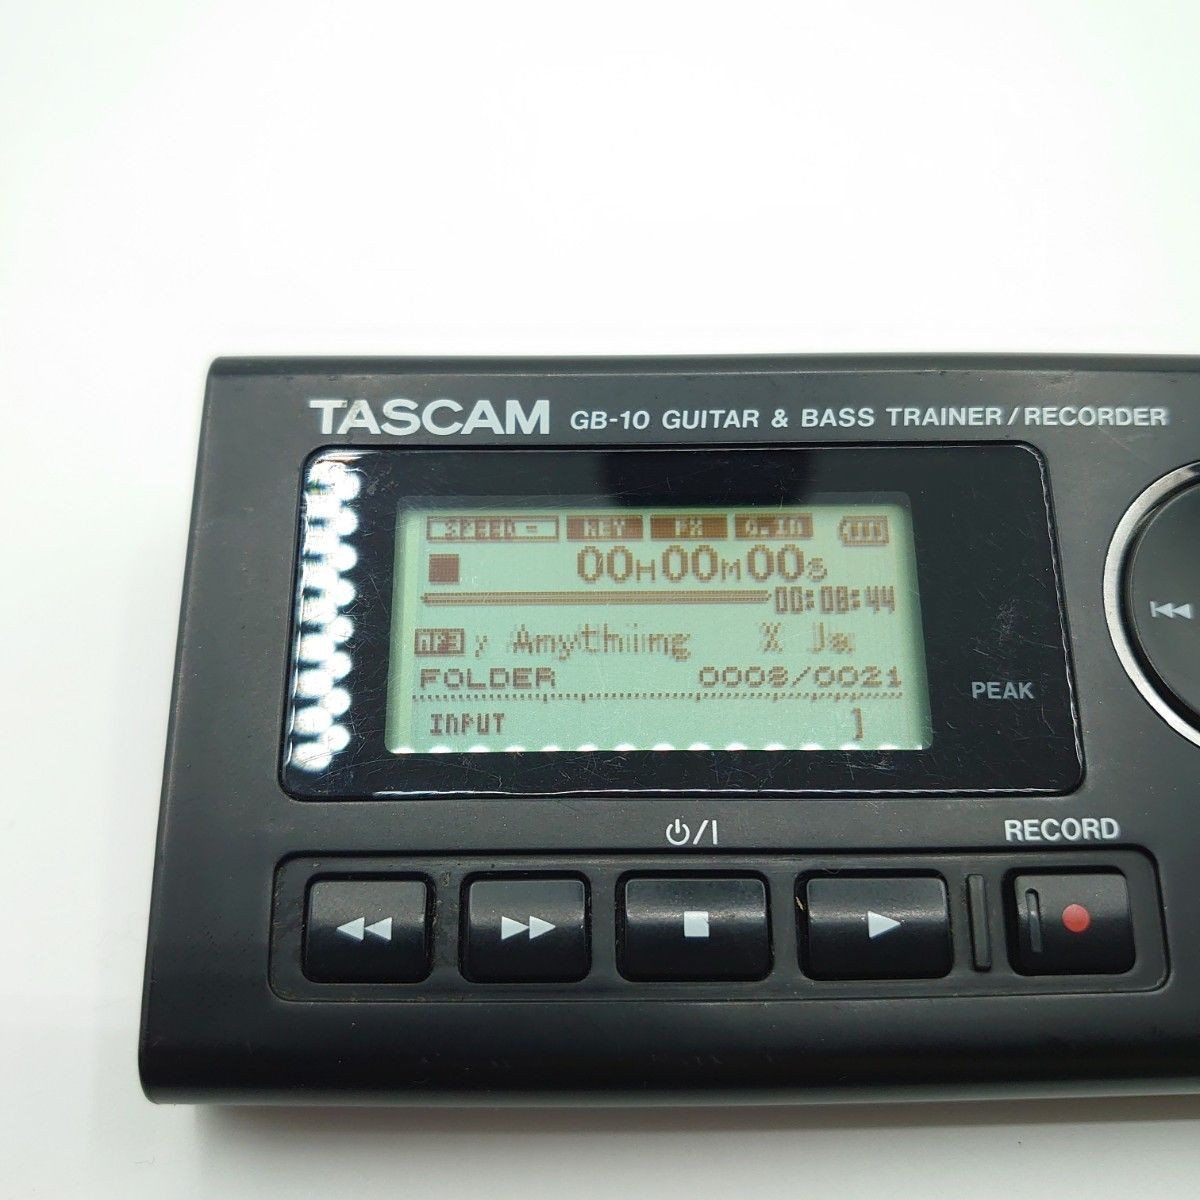 TASCAM GB-10 GUITAR & BASS TRAINER/RECORDER
SPEED = KEY FX O.IN
00H00M00S
00:08:44
MP3 y Anything
FOLDER 0008/0021
INPUT ]
PEAK
⏻/I
RECORD